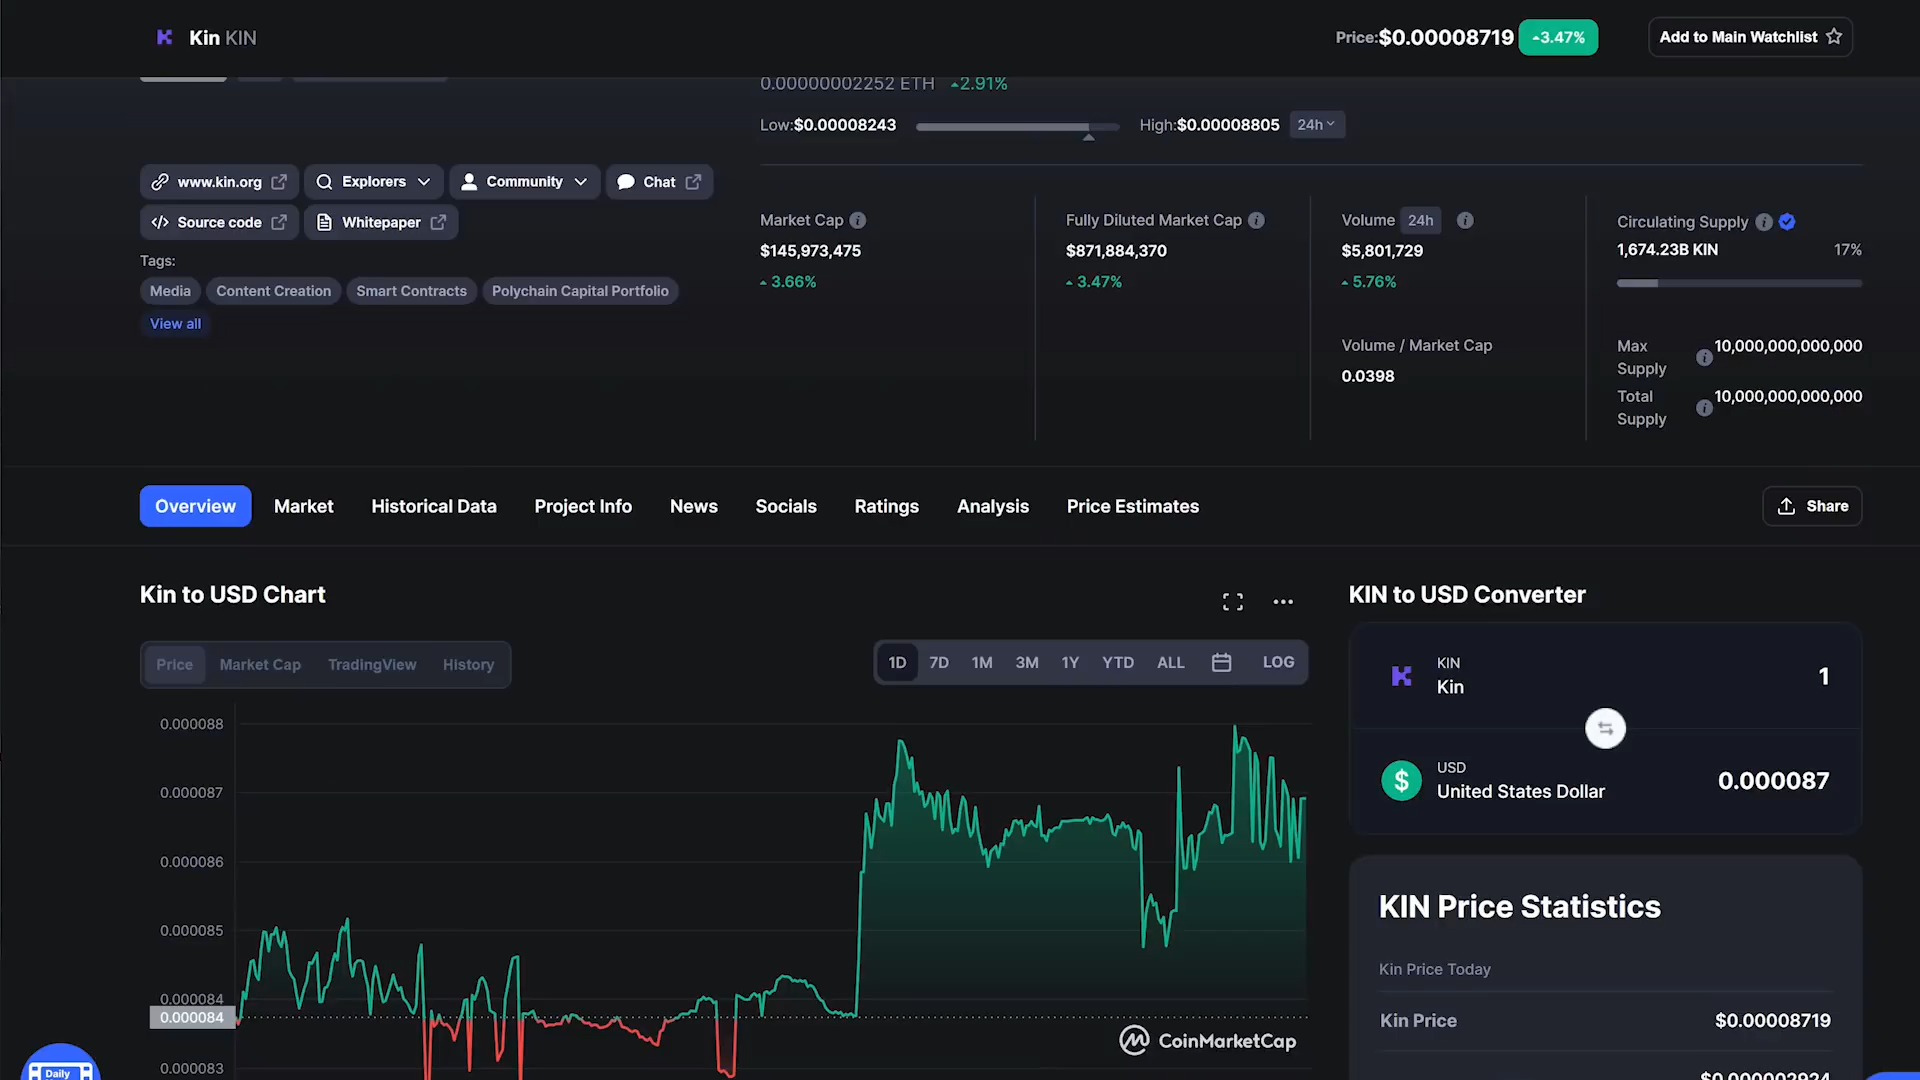 Kin KIN
Price:$0.00008719 3.47%
Add to Main Watchlist
0.00000002252 ETH 2.91%
Low:$0.00008243
High:$0.00008805 24h
www.kin.org
Explorers
Community
Chat
Source code
Whitepaper
Tags:
Media
Content Creation
Smart Contracts
Polychain Capital Portfolio
View all
Market Cap
$145,973,475
3.66%
Fully Diluted Market Cap
$871,884,370
3.47%
Volume 24h
$5,801,729
5.76%
Volume / Market Cap
0.0398
Circulating Supply
1,674.23B KIN 17%
Max Supply 10,000,000,000,000
Total Supply 10,000,000,000,000
Overview
Market
Historical Data
Project Info
News
Socials
Ratings
Analysis
Price Estimates
Share
Kin to USD Chart
Price
Market Cap
TradingView
History
1D
7D
1M
3M
1Y
YTD
ALL
LOG
0.000088
0.000087
0.000086
0.000085
0.000084
0.000084
0.000083
CoinMarketCap
Daily
KIN to USD Converter
KIN
Kin
1
USD
United States Dollar
0.000087
KIN Price Statistics
Kin Price Today
Kin Price $0.00008719